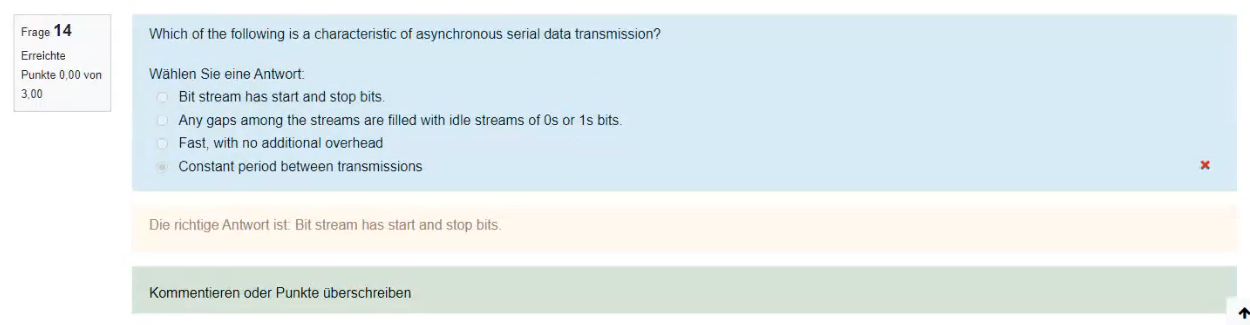 Frage 14
Erreichte
Punkte 0,00 von
3,00
Which of the following is a characteristic of asynchronous serial data transmission?
Wählen Sie eine Antwort:
Bit stream has start and stop bits.
Any gaps among the streams are filled with idle streams of 0s or 1s bits.
Fast, with no additional overhead
Constant period between transmissions
Die richtige Antwort ist: Bit stream has start and stop bits.
Kommentieren oder Punkte überschreiben